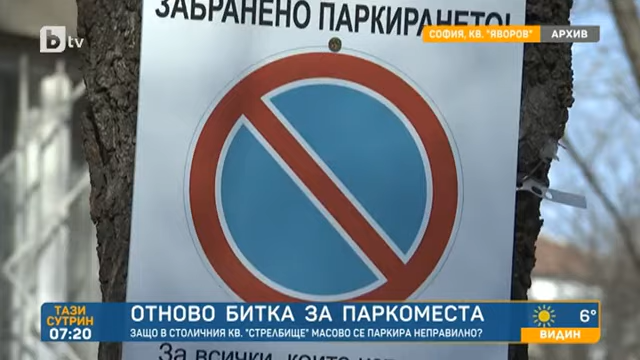 ЗАБРАНЕНО ПАРКИРАНЕТО!
btv
СОФИЯ, КВ. "ЯВОРОВ"
АРХИВ
ТАЗИ
СУТРИН
07:20
ОТНОВО БИТКА ЗА ПАРКОМЕСТА
ЗАЩО В СТОЛИЧНИЯ КВ. "СТРЕЛБИЩЕ" МАСОВО СЕ ПАРКИРА НЕПРАВИЛНО?
6°
ВИДИН
За всички, които